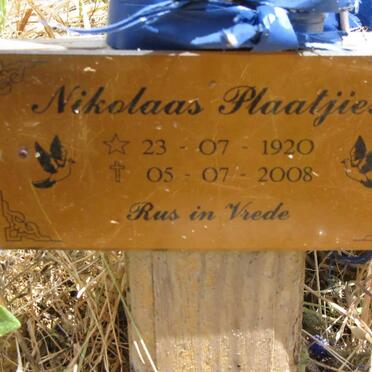 Nikolaas Plaatjies
23 - 07 - 1920
05 - 07 - 2008
Rus in Vrede